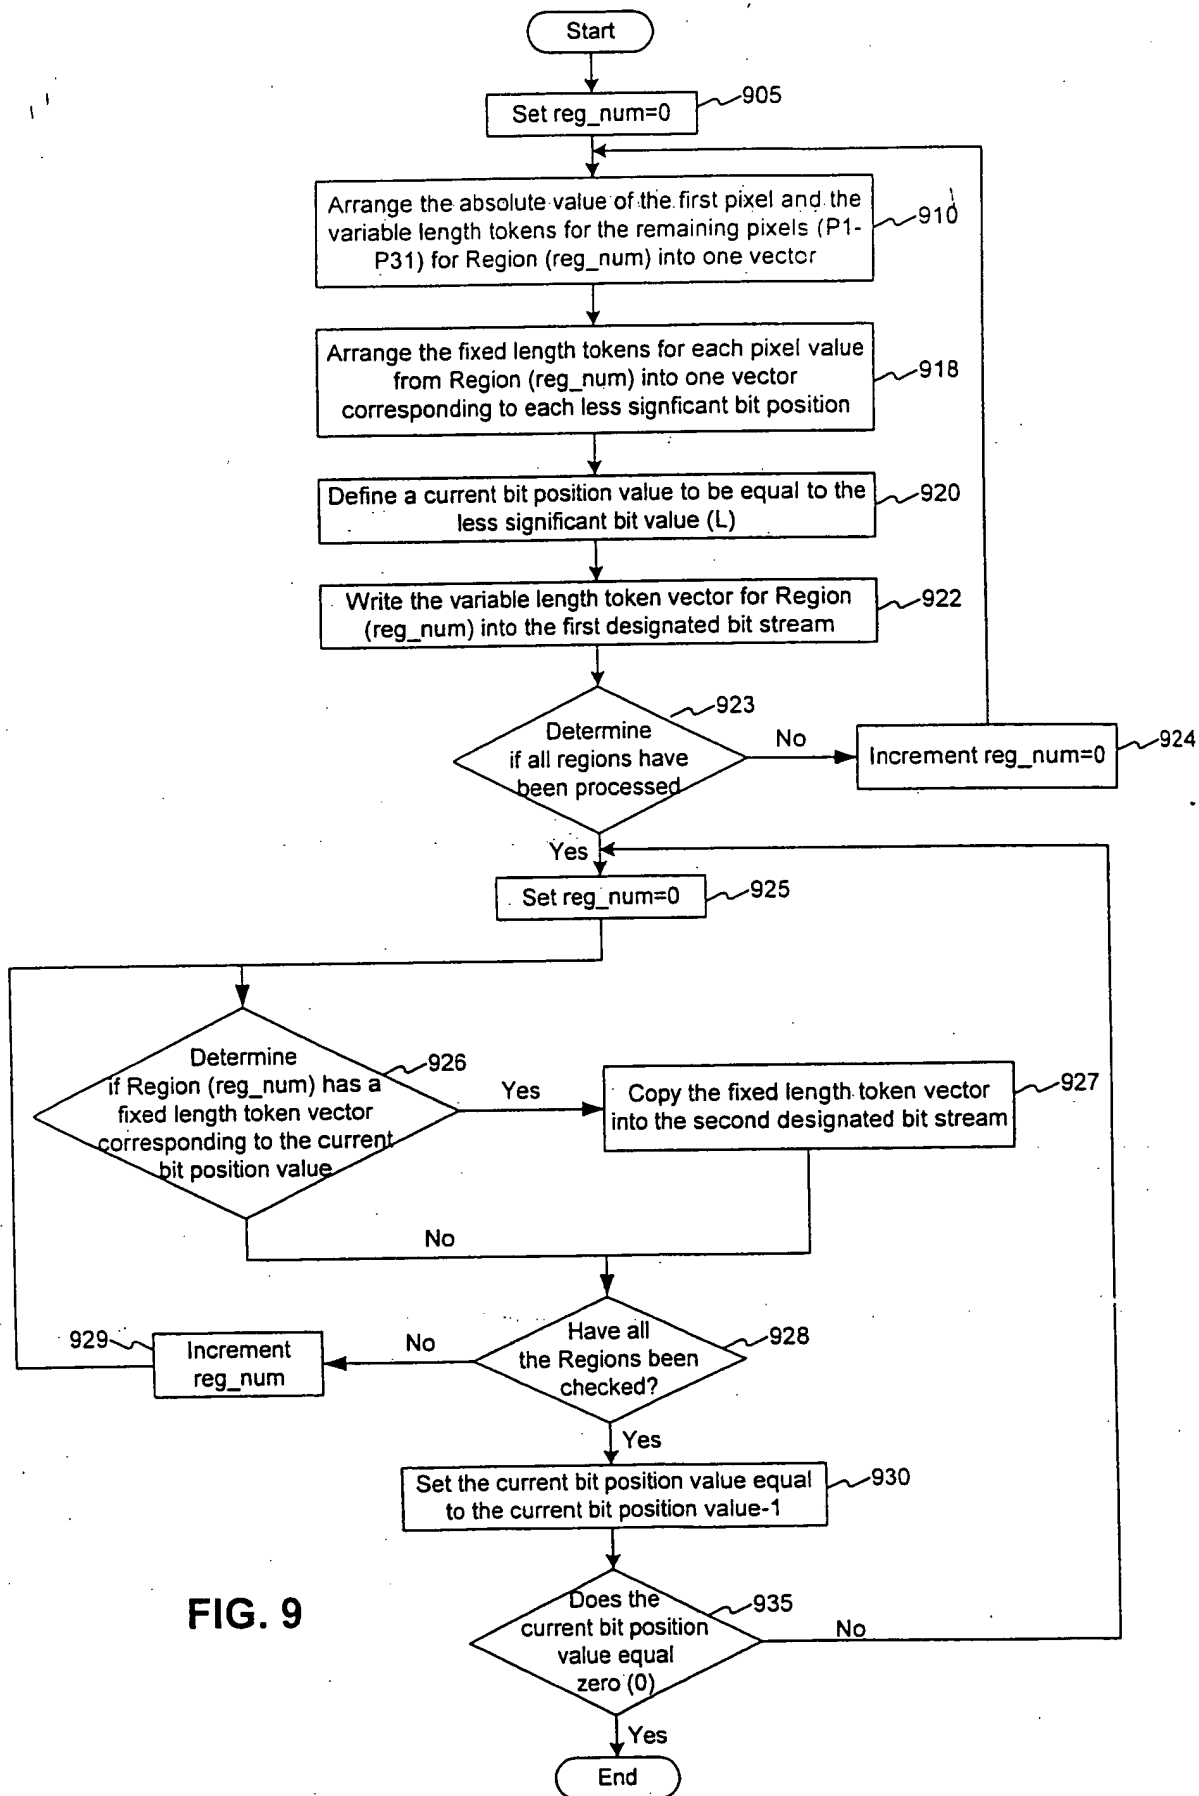 Start
Set reg_num=0
905
Arrange the absolute value of the first pixel and the
variable length tokens for the remaining pixels (P1-
P31) for Region (reg_num) into one vector
910
Arrange the fixed length tokens for each pixel value
from Region (reg_num) into one vector
corresponding to each less signficant bit position
918
Define a current bit position value to be equal to the
less significant bit value (L)
920
Write the variable length token vector for Region
(reg_num) into the first designated bit stream
922
Determine
if all regions have
been processed
923
No
Increment reg_num=0
924
Yes
Set reg_num=0
925
Determine
if Region (reg_num) has a
fixed length token vector
corresponding to the current
bit position value
926
Yes
Copy the fixed length token vector
into the second designated bit stream
927
No
Have all
the Regions been
checked?
928
No
929
Increment
reg_num
Yes
Set the current bit position value equal
to the current bit position value-1
930
Does the
current bit position
value equal
zero (0)
935
No
Yes
End
FIG. 9